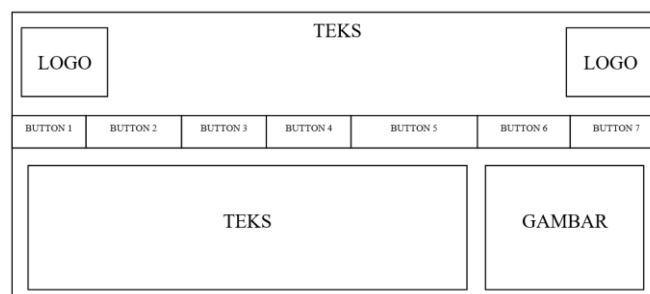 TEKS
LOGO
LOGO
BUTTON 1
BUTTON 2
BUTTON 3
BUTTON 4
BUTTON 5
BUTTON 6
BUTTON 7
TEKS
GAMBAR